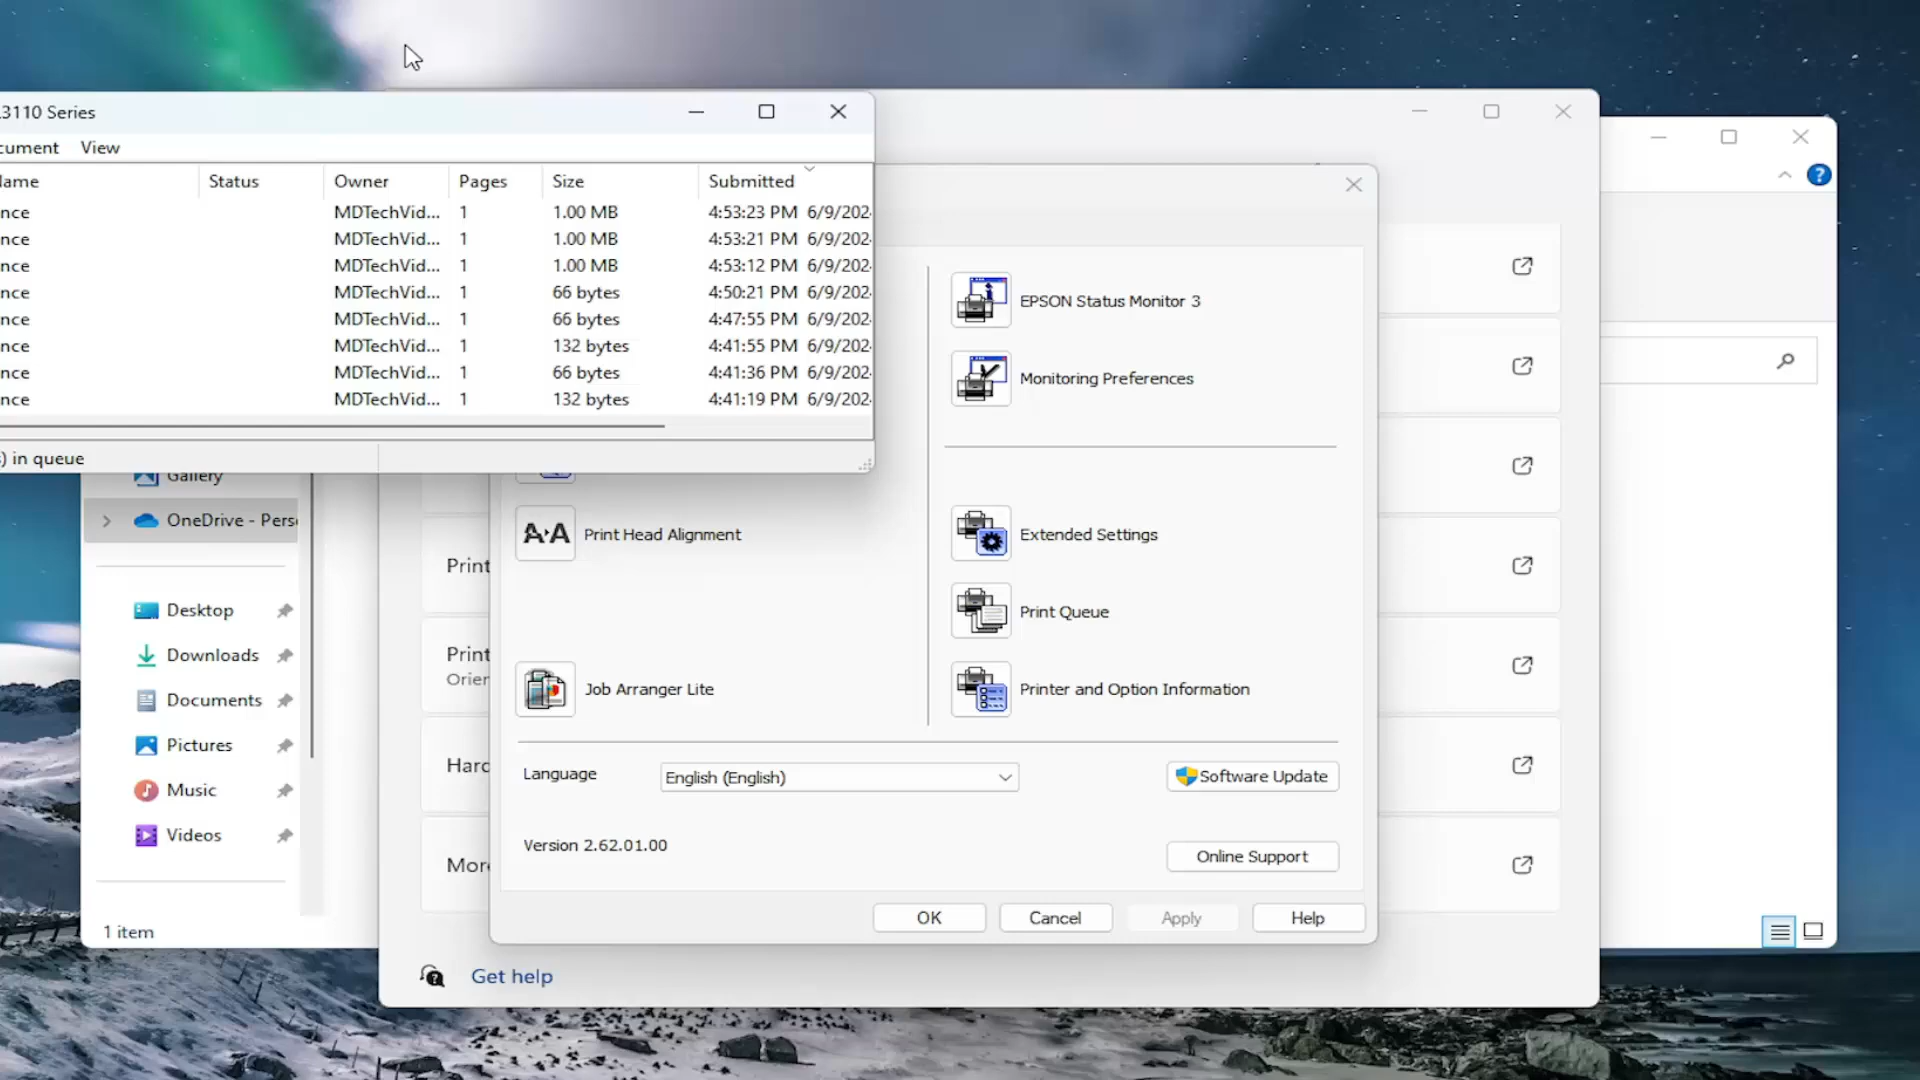 .3110 Series
cument View
lame Status Owner Pages Size Submitted
nce MDTechVid... 1 1.00 MB 4:53:23 PM 6/9/202
nce MDTechVid... 1 1.00 MB 4:53:21 PM 6/9/202
nce MDTechVid... 1 1.00 MB 4:53:12 PM 6/9/202
nce MDTechVid... 1 66 bytes 4:50:21 PM 6/9/202
nce MDTechVid... 1 66 bytes 4:47:55 PM 6/9/202
nce MDTechVid... 1 132 bytes 4:41:55 PM 6/9/202
nce MDTechVid... 1 66 bytes 4:41:36 PM 6/9/202
nce MDTechVid... 1 132 bytes 4:41:19 PM 6/9/202
) in queue
Gallery
OneDrive - Pers
Desktop
Downloads
Documents
Pictures
Music
Videos
1 item
Print
Print
Orien
Hard
More
Get help
A›A Print Head Alignment
Job Arranger Lite
EPSON Status Monitor 3
Monitoring Preferences
Extended Settings
Print Queue
Printer and Option Information
Language English (English) Software Update
Version 2.62.01.00
Online Support
OK Cancel Apply Help
?